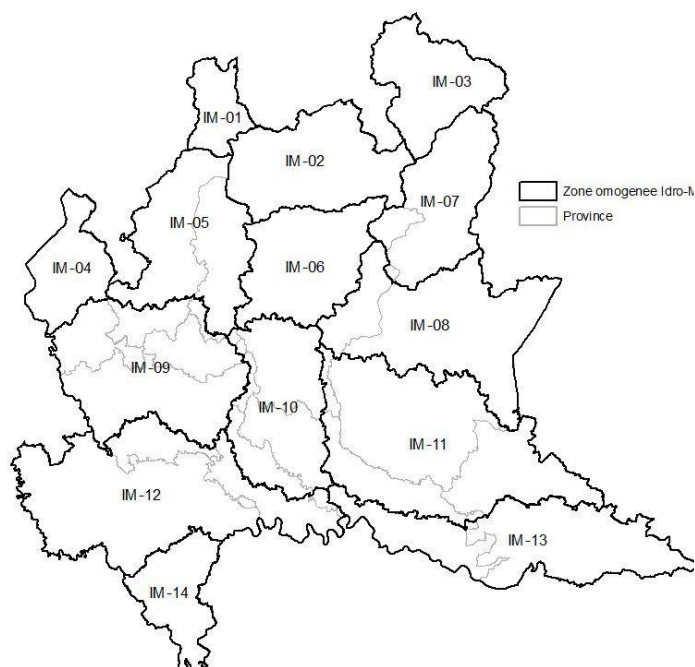 IM-03
IM-01
IM-02
Zone omogenee Idro-M
IM-07
Province
IM-05
IM-04
IM-06
IM-08
IM-09
IM-10
IM-11
IM-12
IM-13
IM-14